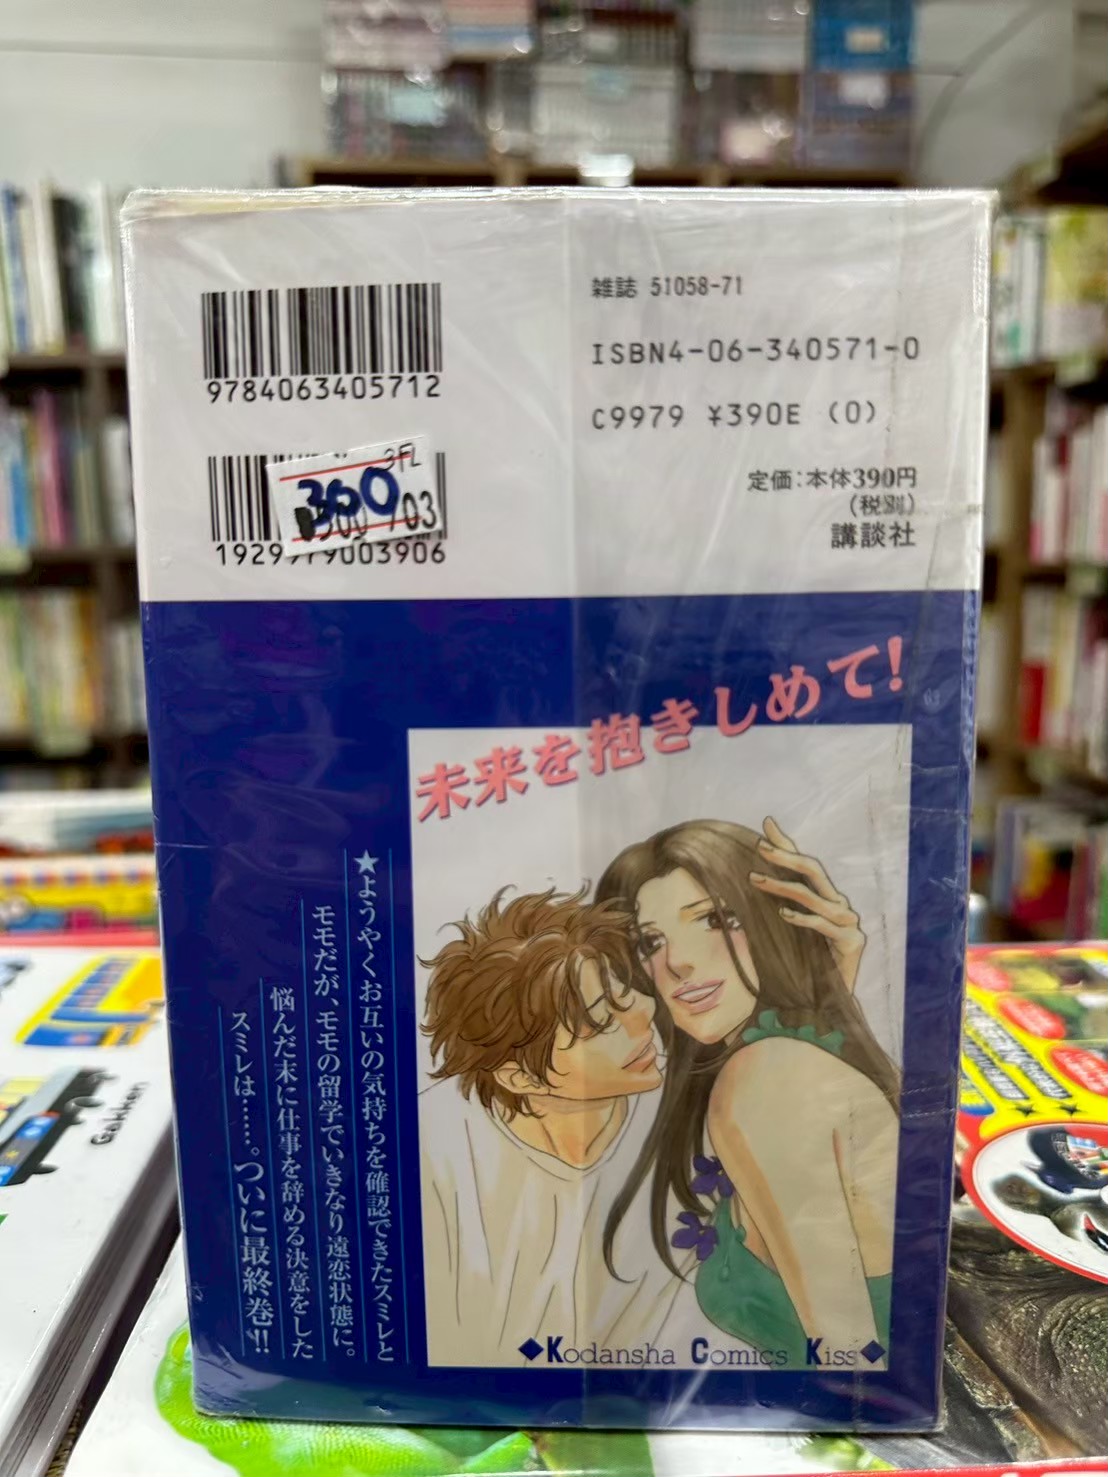 雑誌 51058-71
ISBN4-06-340571-0
C9979 ¥390E (0)
定価:本体390円
(税別)
講談社
9784063405712
3FL
300
1929979003906
未来を抱きしめて!
★ようやくお互いの気持ちを確認できたスミレと
モモだが、モモの留学でいきなり遠恋状態に。
悩んだ末に仕事を辞める決意をした
スミレは……。ついに最終巻!!
◆Kodansha Comics Kiss◆
Gakken